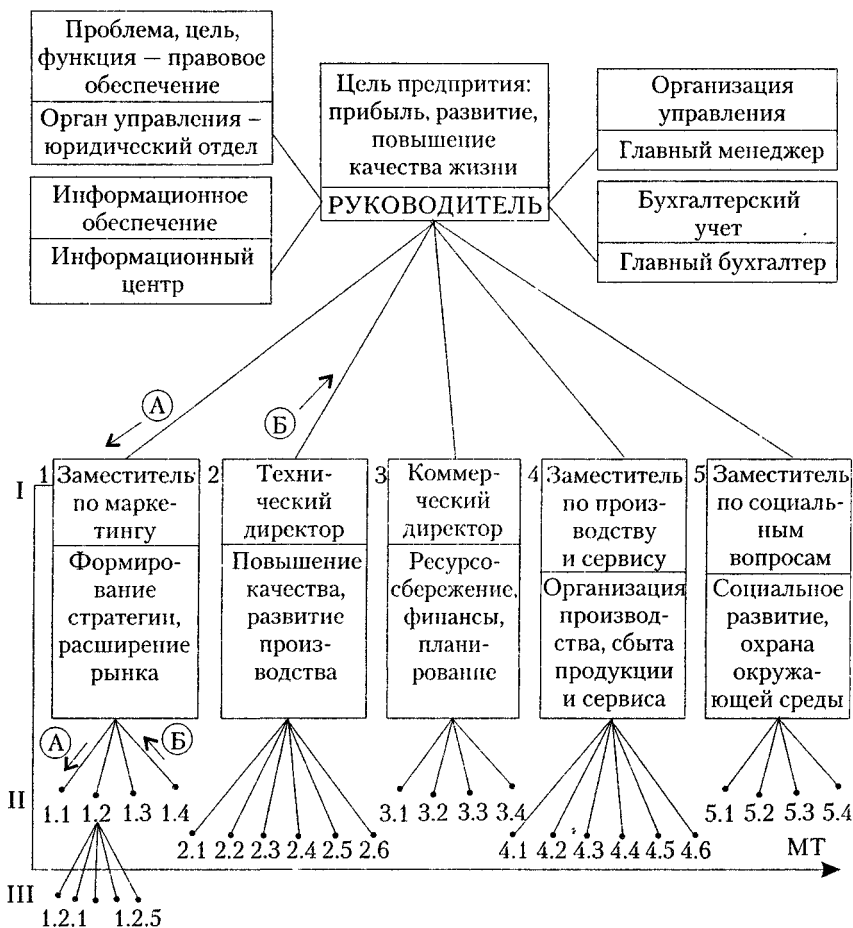 Проблема, цель,
функция – правовое
обеспечение
Орган управления –
юридический отдел
Информационное
обеспечение
Информационный
центр
Цель предпрития:
прибыль, развитие,
повышение
качества жизни
РУКОВОДИТЕЛЬ
Организация
управления
Главный менеджер
Бухгалтерский
учет
Главный бухгалтер
А
Б
I
1
Заместитель
по марке-
тингу
Формиро-
вание
стратегии,
расширение
рынка
2
Техни-
ческий
директор
Повышение
качества,
развитие
произ-
водства
3
Коммер-
ческий
директор
Ресурсо-
сбережение,
финансы,
плани-
рование
4
Заместитель
по произ-
водству
и сервису
Организация
производ-
ства, сбыта
продукции
и сервиса
5
Заместитель
по социаль-
ным
вопросам
Социальное
развитие,
охрана
окружа-
ющей среды
А
Б
II
1.1 1.2 1.3 1.4
2.1 2.2 2.3 2.4 2.5 2.6
3.1 3.2 3.3 3.4
4.1 4.2 4.3 4.4 4.5 4.6
5.1 5.2 5.3 5.4
МТ
III
1.2.1 1.2.5